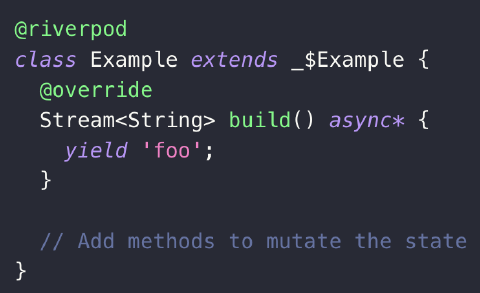 @riverpod
class Example extends _$Example {
  @override
  Stream<String> build() async* {
    yield 'foo';
  }

  // Add methods to mutate the state
}